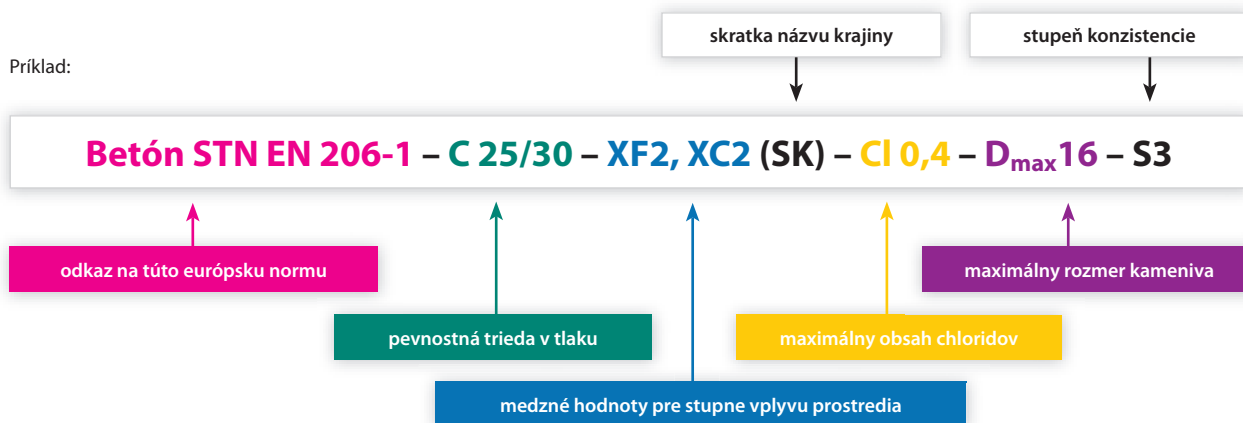 skratka názvu krajiny
stupeň konzistencie
Príklad:
Betón STN EN 206-1 – C 25/30 – XF2, XC2 (SK) – Cl 0,4 – Dmax16 – S3
odkaz na túto európsku normu
maximálny rozmer kameniva
pevnostná trieda v tlaku
maximálny obsah chloridov
medzné hodnoty pre stupne vplyvu prostredia